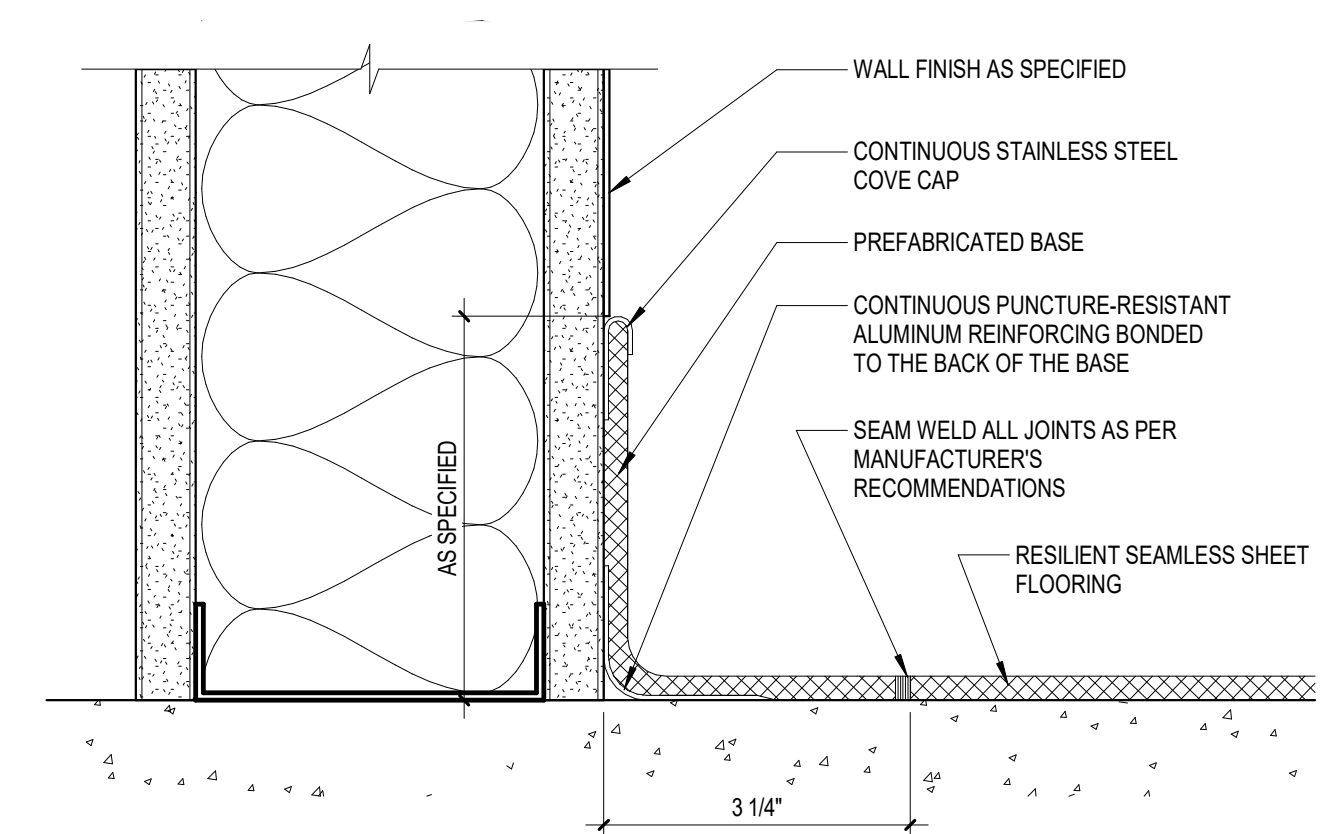 WALL FINISH AS SPECIFIED
CONTINUOUS STAINLESS STEEL
COVE CAP
PREFABRICATED BASE
CONTINUOUS PUNCTURE-RESISTANT
ALUMINUM REINFORCING BONDED
TO THE BACK OF THE BASE
SEAM WELD ALL JOINTS AS PER
MANUFACTURER'S
RECOMMENDATIONS
RESILIENT SEAMLESS SHEET
FLOORING
AS SPECIFIED
3 1/4"